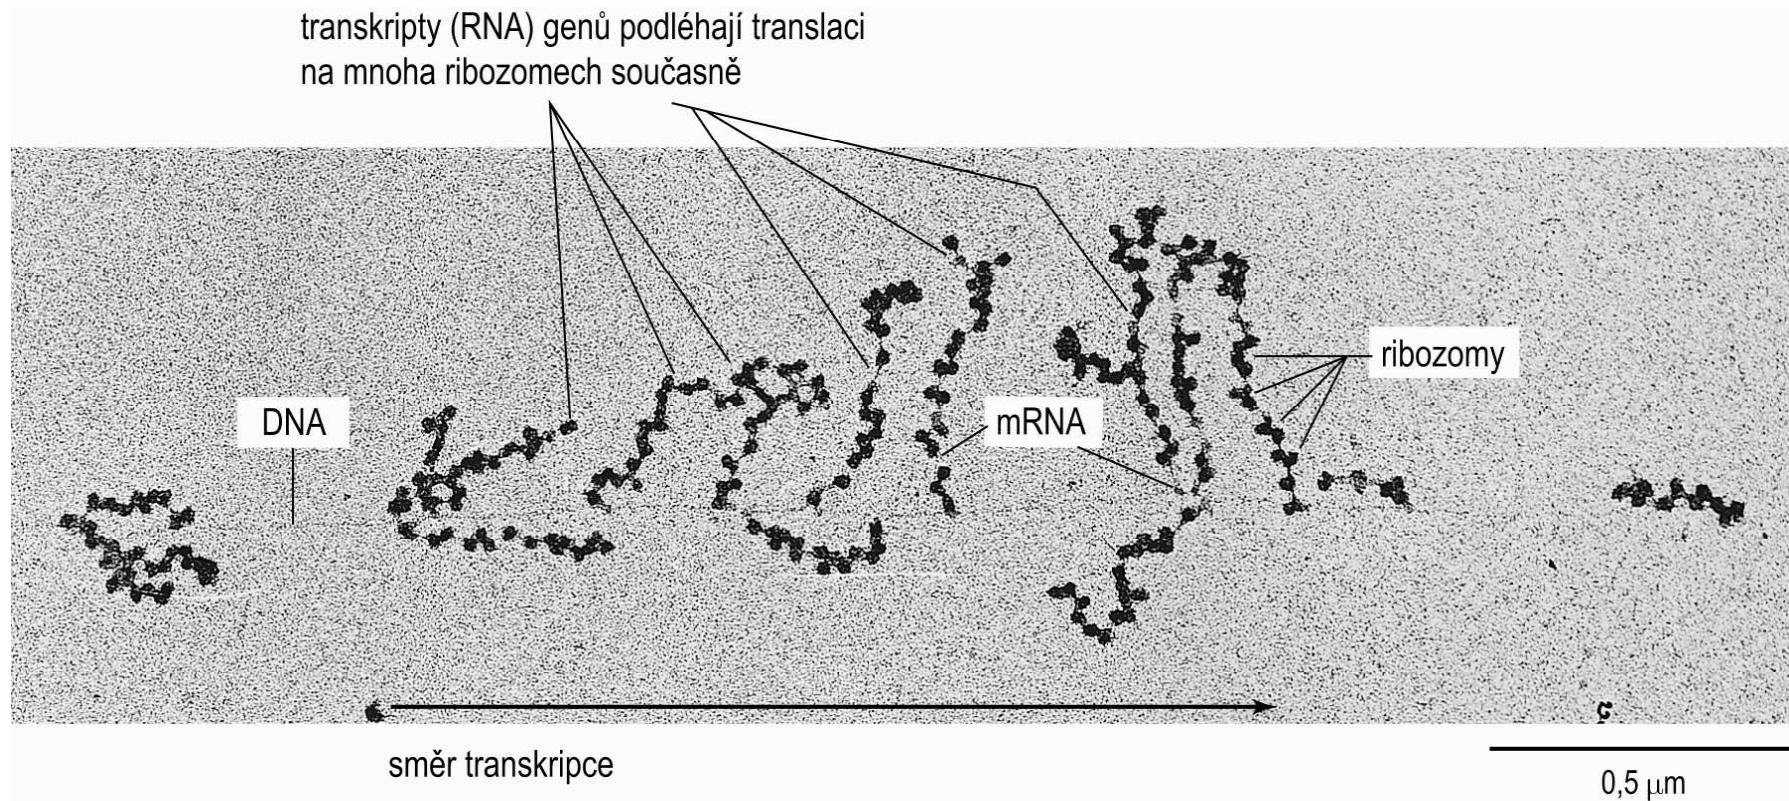 transkripty (RNA) genů podléhají translaci
na mnoha ribozomech současně
ribozomy
DNA
mRNA
směr transkripce
0,5 μm